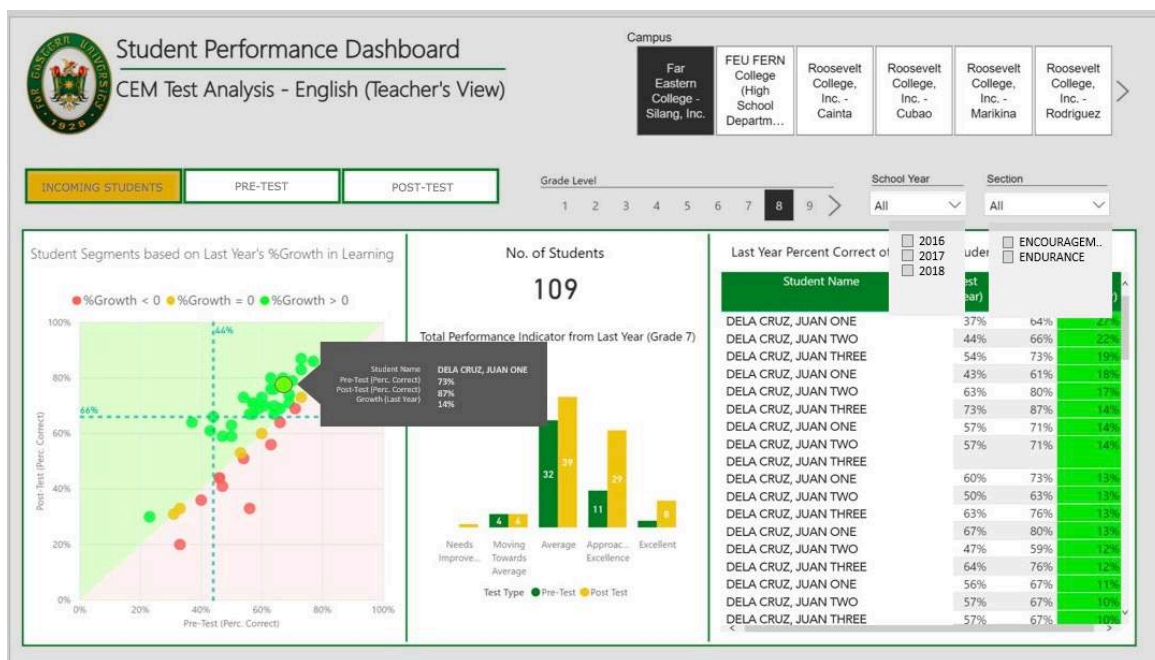 FAR EASTERN UNIVERSITY
1928
Student Performance Dashboard
CEM Test Analysis - English (Teacher's View)
Campus
Far Eastern College - Silang, Inc.
FEU FERN College (High School Departm...
Roosevelt College, Inc. - Cainta
Roosevelt College, Inc. - Cubao
Roosevelt College, Inc. - Marikina
Roosevelt College, Inc. - Rodriguez
INCOMING STUDENTS PRE-TEST POST-TEST
Grade Level
1 2 3 4 5 6 7 8 9
School Year
All
2016
2017
2018
Section
All
ENCOURAGEM..
ENDURANCE
Student Segments based on Last Year's %Growth in Learning
%Growth < 0 %Growth = 0 %Growth > 0
100%
80%
60%
40%
20%
0%
Post-Test (Perc. Correct)
44%
66%
0% 20% 40% 60% 80% 100%
Pre-Test (Perc. Correct)
Student Name DELA CRUZ, JUAN ONE
Pre-Test (Perc. Correct) 73%
Post-Test (Perc. Correct) 87%
Growth (Last Year) 14%
No. of Students
109
Total Performance Indicator from Last Year (Grade 7)
4 4 32 39 11 29 8
Needs Improve...
Moving Towards Average
Average
Approac... Excellence
Excellent
Test Type Pre-Test Post Test
Last Year Percent Correct of
Student Name
DELA CRUZ, JUAN ONE 37% 64% 27%
DELA CRUZ, JUAN TWO 44% 66% 22%
DELA CRUZ, JUAN THREE 54% 73% 19%
DELA CRUZ, JUAN ONE 43% 61% 18%
DELA CRUZ, JUAN TWO 63% 80% 17%
DELA CRUZ, JUAN THREE 73% 87% 14%
DELA CRUZ, JUAN ONE 57% 71% 14%
DELA CRUZ, JUAN TWO 57% 71% 14%
DELA CRUZ, JUAN THREE
DELA CRUZ, JUAN ONE 60% 73% 13%
DELA CRUZ, JUAN TWO 50% 63% 13%
DELA CRUZ, JUAN THREE 63% 76% 13%
DELA CRUZ, JUAN ONE 67% 80% 13%
DELA CRUZ, JUAN TWO 47% 59% 12%
DELA CRUZ, JUAN THREE 64% 76% 12%
DELA CRUZ, JUAN ONE 56% 67% 11%
DELA CRUZ, JUAN TWO 57% 67% 10%
DELA CRUZ, JUAN THREE 57% 67% 10%